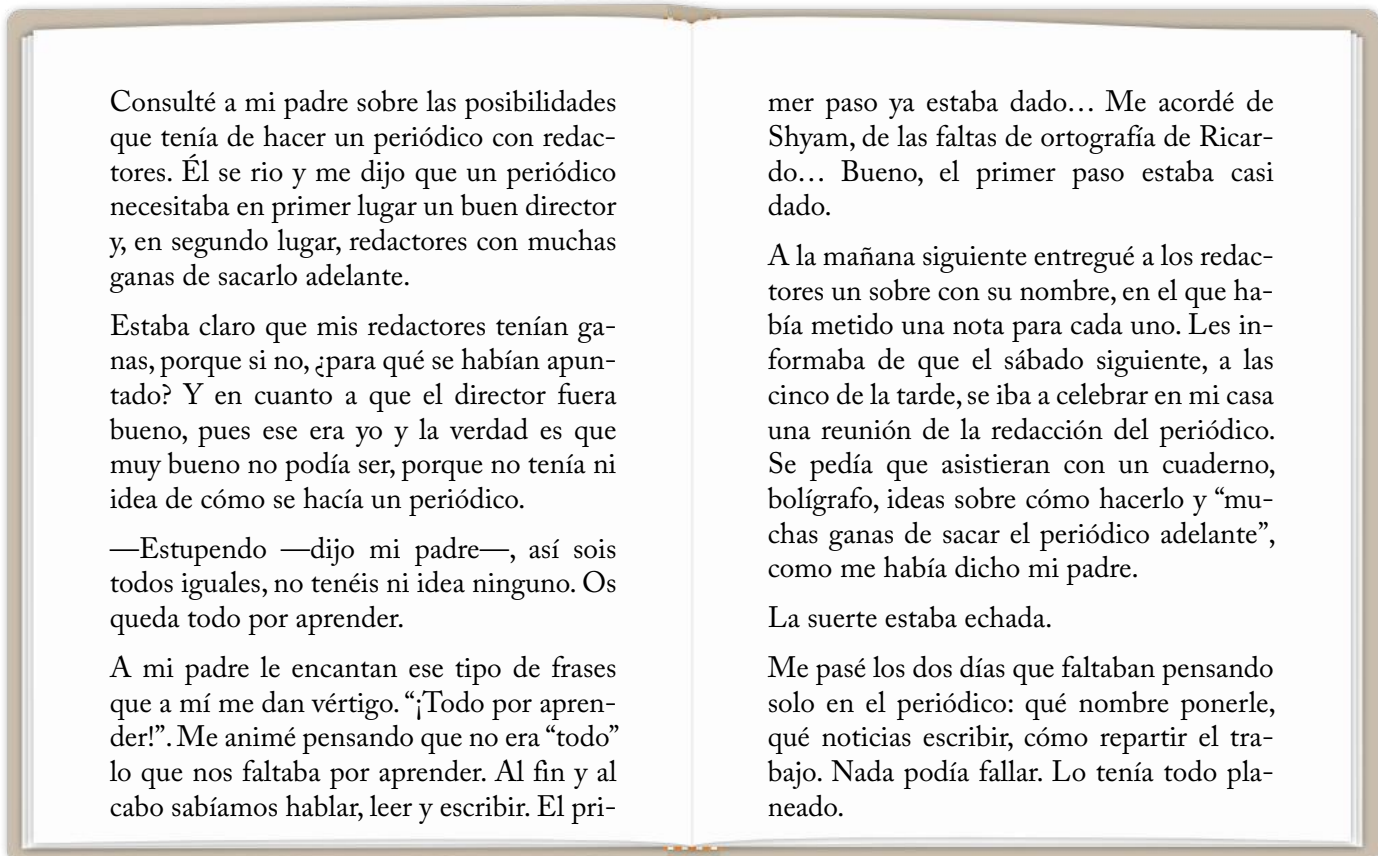 Consulté a mi padre sobre las posibilidades
que tenía de hacer un periódico con redac-
tores. Él se rio y me dijo que un periódico
necesitaba en primer lugar un buen director
y, en segundo lugar, redactores con muchas
ganas de sacarlo adelante.
Estaba claro que mis redactores tenían ga-
nas, porque si no, ¿para qué se habían apun-
tado? Y en cuanto a que el director fuera
bueno, pues ese era yo y la verdad es que
muy bueno no podía ser, porque no tenía ni
idea de cómo se hacía un periódico.
—Estupendo —dijo mi padre—, así sois
todos iguales, no tenéis ni idea ninguno. Os
queda todo por aprender.
A mi padre le encantan ese tipo de frases
que a mí me dan vértigo. “¡Todo por apren-
der!”. Me animé pensando que no era “todo”
lo que nos faltaba por aprender. Al fin y al
cabo sabíamos hablar, leer y escribir. El pri-
mer paso ya estaba dado… Me acordé de
Shyam, de las faltas de ortografía de Ricar-
do… Bueno, el primer paso estaba casi
dado.
A la mañana siguiente entregué a los redac-
tores un sobre con su nombre, en el que ha-
bía metido una nota para cada uno. Les in-
formaba de que el sábado siguiente, a las
cinco de la tarde, se iba a celebrar en mi casa
una reunión de la redacción del periódico.
Se pedía que asistieran con un cuaderno,
bolígrafo, ideas sobre cómo hacerlo y “mu-
chas ganas de sacar el periódico adelante”,
como me había dicho mi padre.
La suerte estaba echada.
Me pasé los dos días que faltaban pensando
solo en el periódico: qué nombre ponerle,
qué noticias escribir, cómo repartir el tra-
bajo. Nada podía fallar. Lo tenía todo pla-
neado.